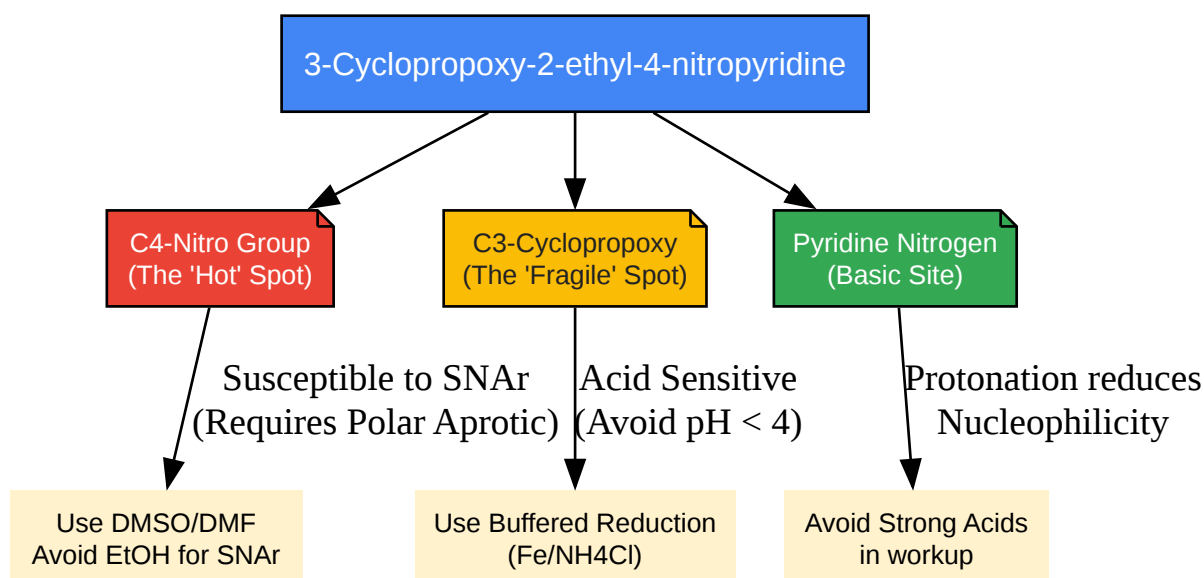 3-Cyclopropoxy-2-ethyl-4-nitropyridine
C4-Nitro Group
(The 'Hot' Spot)
C3-Cyclopropoxy
(The 'Fragile' Spot)
Pyridine Nitrogen
(Basic Site)
Susceptible to SNAr
(Requires Polar Aprotic)
Acid Sensitive
(Avoid pH < 4)
Protonation reduces
Nucleophilicity
Use DMSO/DMF
Avoid EtOH for SNAr
Use Buffered Reduction
(Fe/NH4Cl)
Avoid Strong Acids
in workup